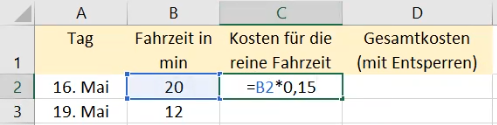 A B C D
Tag Fahrzeit in Kosten für die Gesamtkosten
1 min reine Fahrzeit (mit Entsperren)
2 16. Mai 20 =B2*0,15
3 19. Mai 12